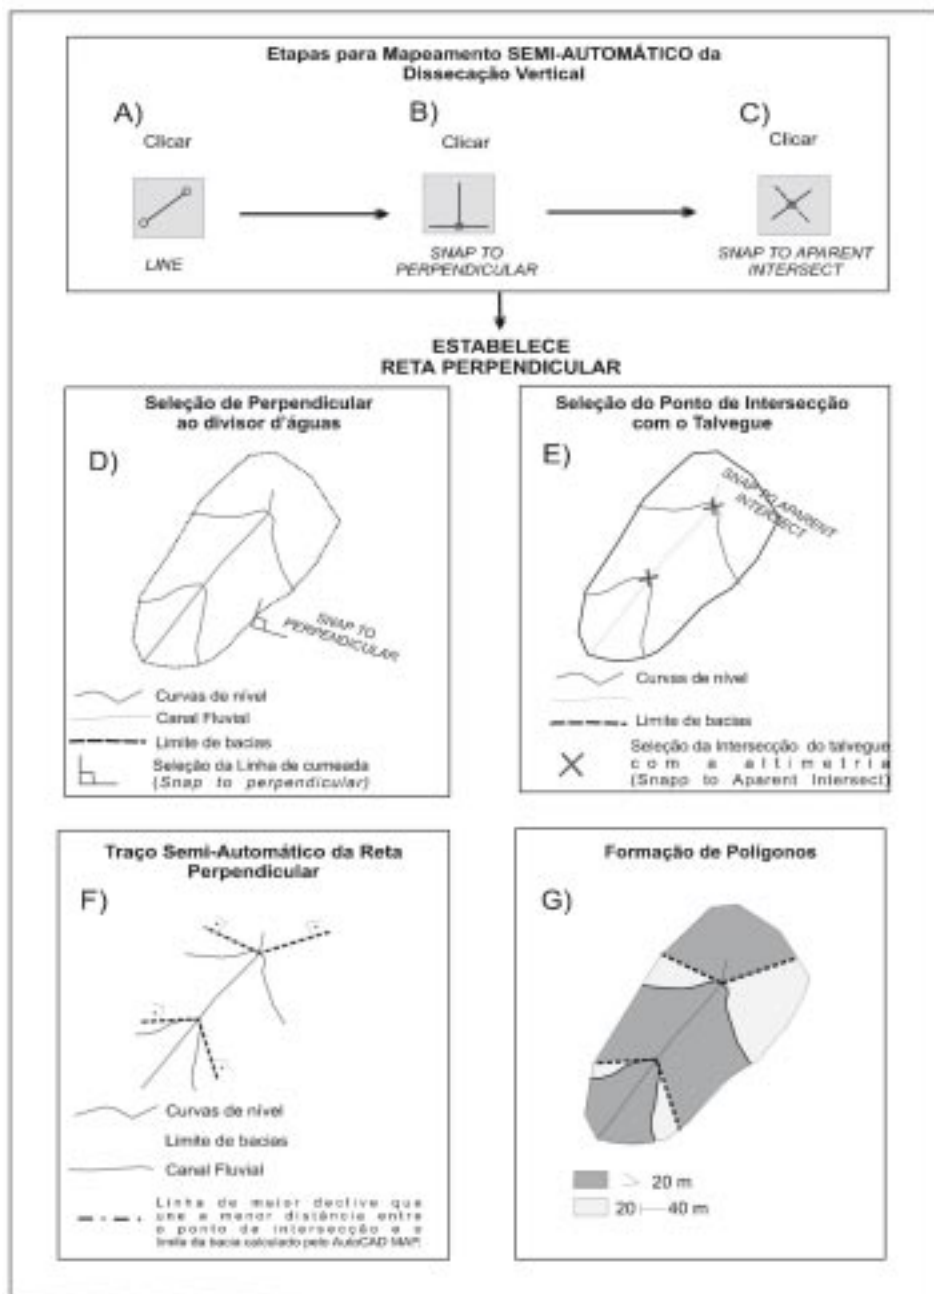 Etapas para Mapeamento SEMI-AUTOMÁTICO da
Dissecação Vertical
A)
Clicar
LINE
B)
Clicar
SNAP TO
PERPENDICULAR
C)
Clicar
SNAP TO APARENT
INTERSECT
ESTABELECE
RETA PERPENDICULAR
Seleção de Perpendicular
ao divisor d'águas
D)
SNAP TO
PERPENDICULAR
Curvas de nível
Canal Fluvial
Limite de bacias
Seleção da Linha de cumeada
(Snap to perpendicular)
Seleção do Ponto de Intersecção
com o Talvegue
E)
SNAP TO APARENT
INTERSECT
Curvas de nível
Limite de bacias
Seleção da Intersecção do talvegue
com a altimetria
(Snapp to Aparent Intersect)
Traço Semi-Automático da Reta
Perpendicular
F)
Curvas de nível
Limite de bacias
Canal Fluvial
Linha de maior declive que
une a menor distância entre
o ponto de intersecção e o
limite da bacia calculado pelo AutoCAD MAP.
Formação de Polígonos
G)
20 m
20 40 m